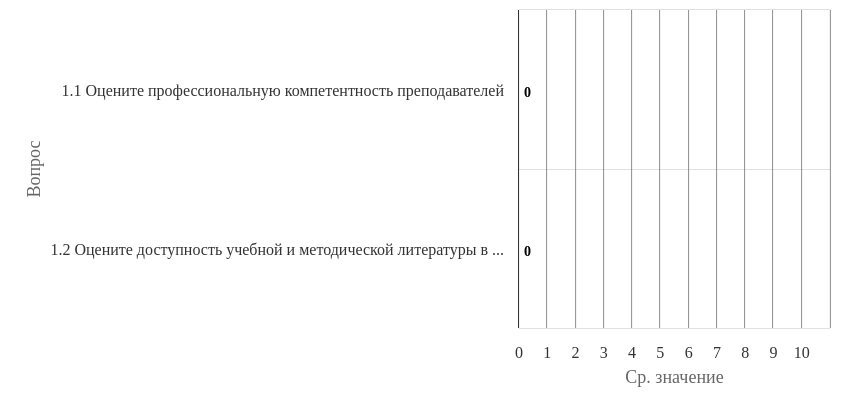 Вопрос
1.1 Оцените профессиональную компетентность преподавателей
0
1.2 Оцените доступность учебной и методической литературы в ...
0
0 1 2 3 4 5 6 7 8 9 10
Ср. значение